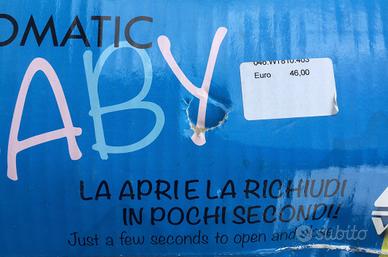 OMATIC
ABY
046.WT810.403
Euro 46,00
LA APRI E LA RICHIUDI
IN POCHI SECONDI!
Just a few seconds to open and
subito